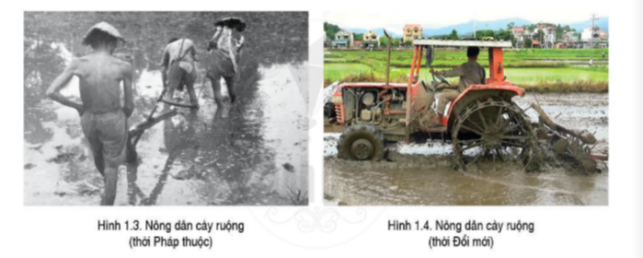 Hình 1.3. Nông dân cày ruộng
(thời Pháp thuộc)
Hình 1.4. Nông dân cày ruộng
(thời Đổi mới)